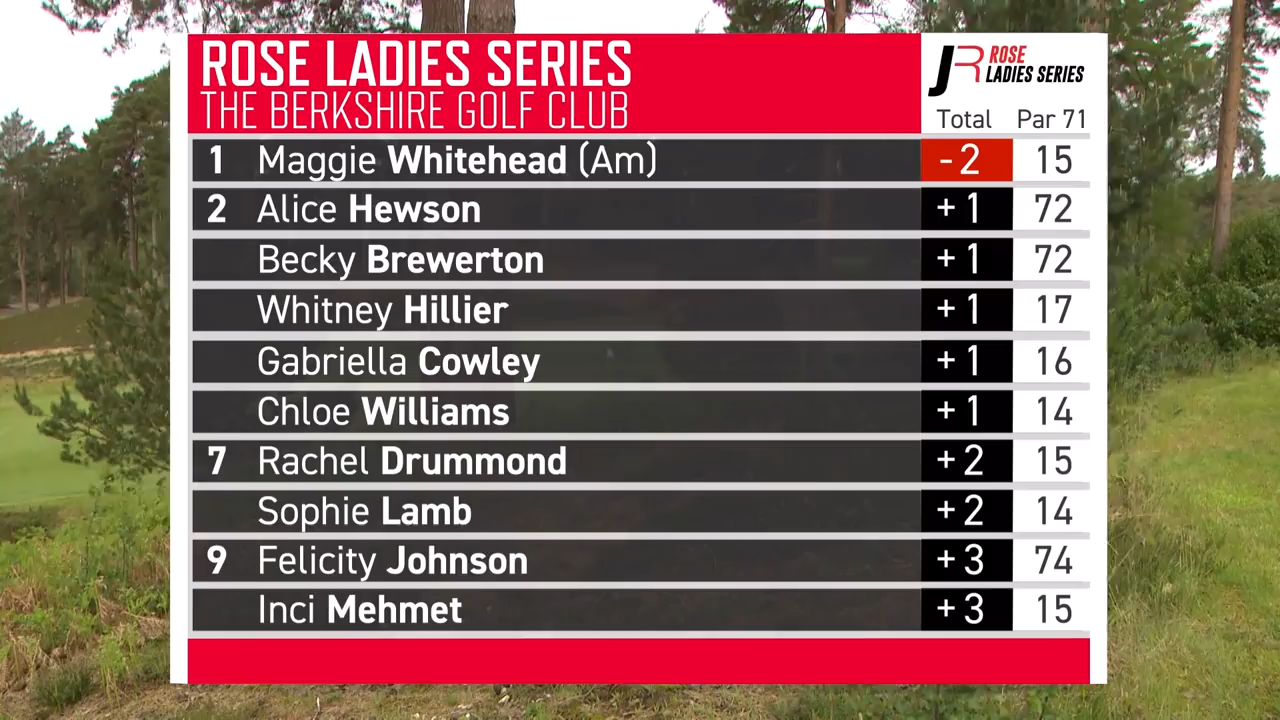 ROSE LADIES SERIES
THE BERKSHIRE GOLF CLUB
JR ROSE
LADIES SERIES
Total Par 71
1 Maggie Whitehead (Am) -2 15
2 Alice Hewson +1 72
Becky Brewerton +1 72
Whitney Hillier +1 17
Gabriella Cowley +1 16
Chloe Williams +1 14
7 Rachel Drummond +2 15
Sophie Lamb +2 14
9 Felicity Johnson +3 74
Inci Mehmet +3 15